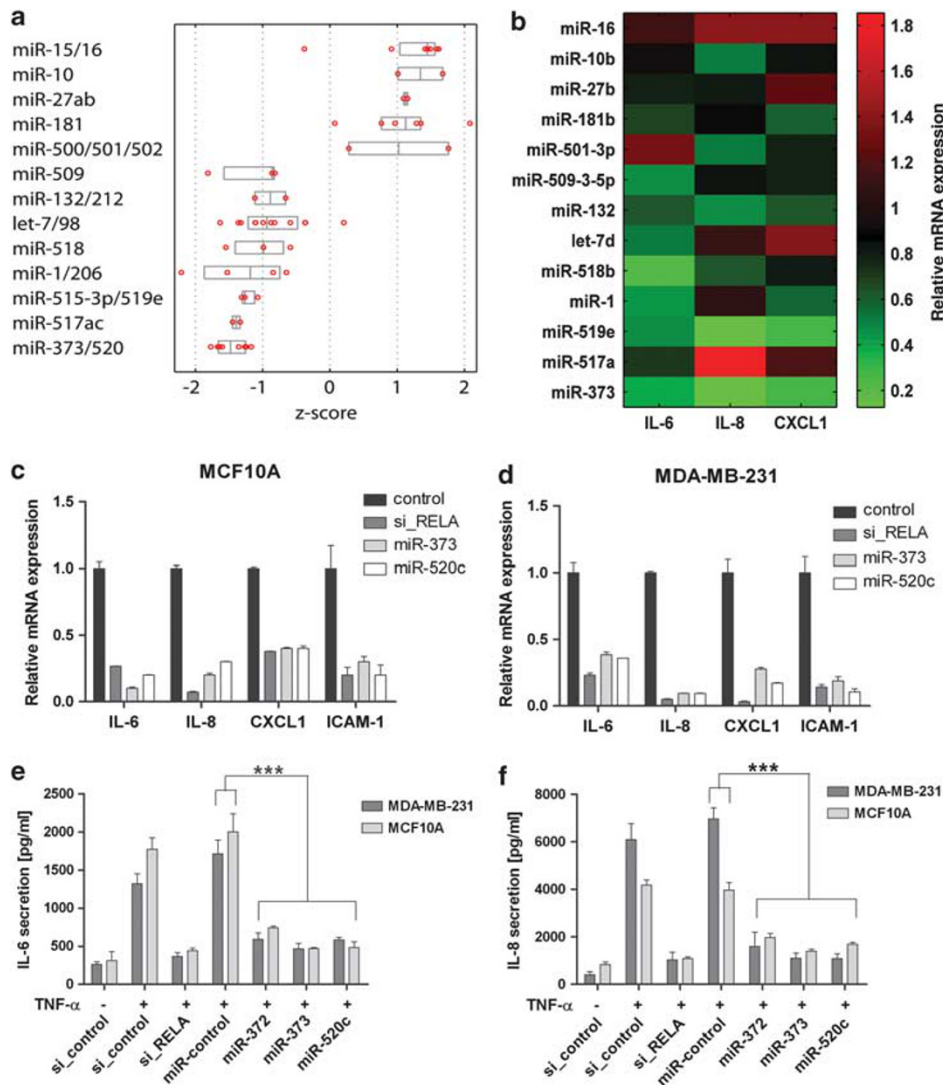 a
miR-15/16
miR-10
miR-27ab
miR-181
miR-500/501/502
miR-509
miR-132/212
let-7/98
miR-518
miR-1/206
miR-515-3p/519e
miR-517ac
miR-373/520
-2 -1 0 1 2
z-score
b
miR-16
miR-10b
miR-27b
miR-181b
miR-501-3p
miR-509-3-5p
miR-132
let-7d
miR-518b
miR-1
miR-519e
miR-517a
miR-373
IL-6 IL-8 CXCL1
1.8
1.6
1.4
1.2
1
0.8
0.6
0.4
0.2
Relative mRNA expression
c
MCF10A
Relative mRNA expression
1.5
1.0
0.5
0.0
control
si_RELA
miR-373
miR-520c
IL-6 IL-8 CXCL1 ICAM-1
d
MDA-MB-231
Relative mRNA expression
1.5
1.0
0.5
0.0
control
si_RELA
miR-373
miR-520c
IL-6 IL-8 CXCL1 ICAM-1
e
IL-6 secretion [pg/ml]
2500
2000
1500
1000
500
0
***
MDA-MB-231
MCF10A
TNF-α - + + + + + +
si_control
si_control
si_RELA
miR-control
miR-372
miR-373
miR-520c
f
IL-8 secretion [pg/ml]
8000
6000
4000
2000
0
***
MDA-MB-231
MCF10A
TNF-α - + + + + + +
si_control
si_control
si_RELA
miR-control
miR-372
miR-373
miR-520c